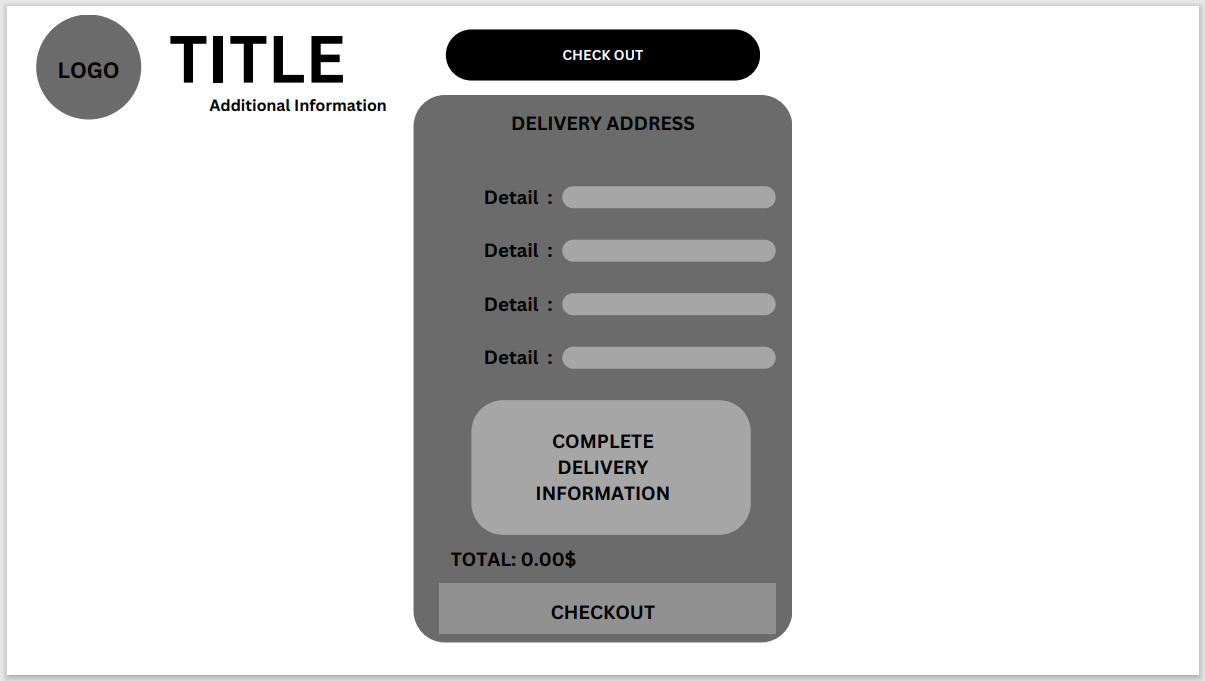 LOGO
TITLE
Additional Information
CHECK OUT
DELIVERY ADDRESS
Detail :
Detail :
Detail :
Detail :
COMPLETE
DELIVERY
INFORMATION
TOTAL: 0.00$
CHECKOUT